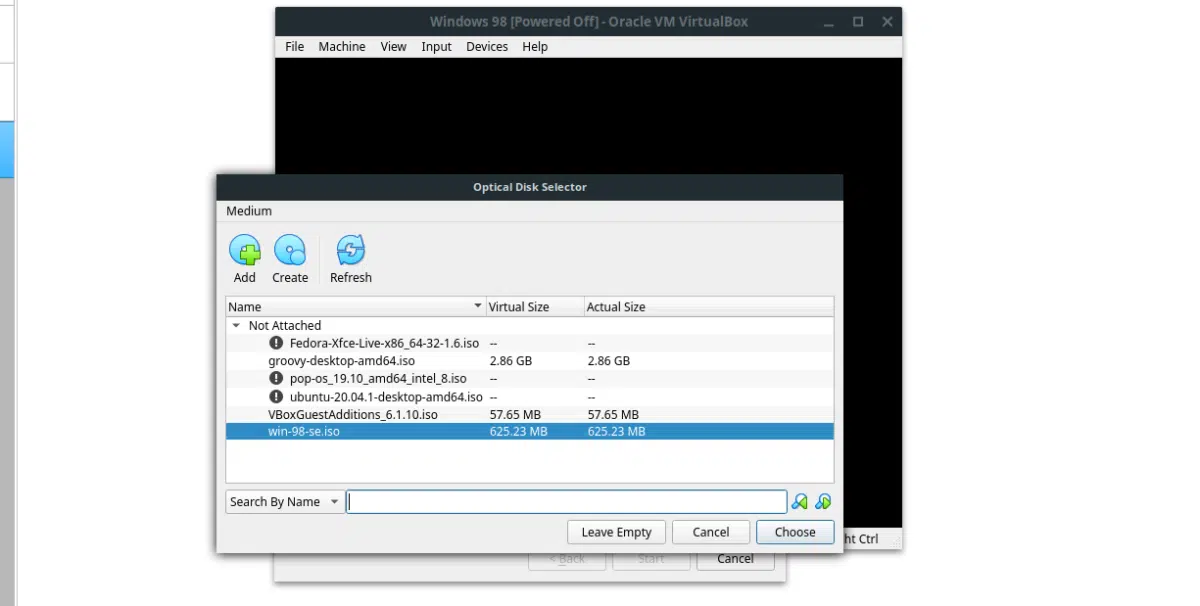 Windows 98 [Powered Off] - Oracle VM VirtualBox
File Machine View Input Devices Help
Optical Disk Selector
Medium
Add Create Refresh
Name Virtual Size Actual Size
Not Attached
Fedora-Xfce-Live-x86_64-32-1.6.iso -- --
groovy-desktop-amd64.iso 2.86 GB 2.86 GB
pop-os_19.10_amd64_intel_8.iso -- --
ubuntu-20.04.1-desktop-amd64.iso -- --
VBoxGuestAdditions_6.1.10.iso 57.65 MB 57.65 MB
win-98-se.iso 625.23 MB 625.23 MB
Search By Name
Leave Empty Cancel Choose
ht Ctrl
< Back Start Cancel